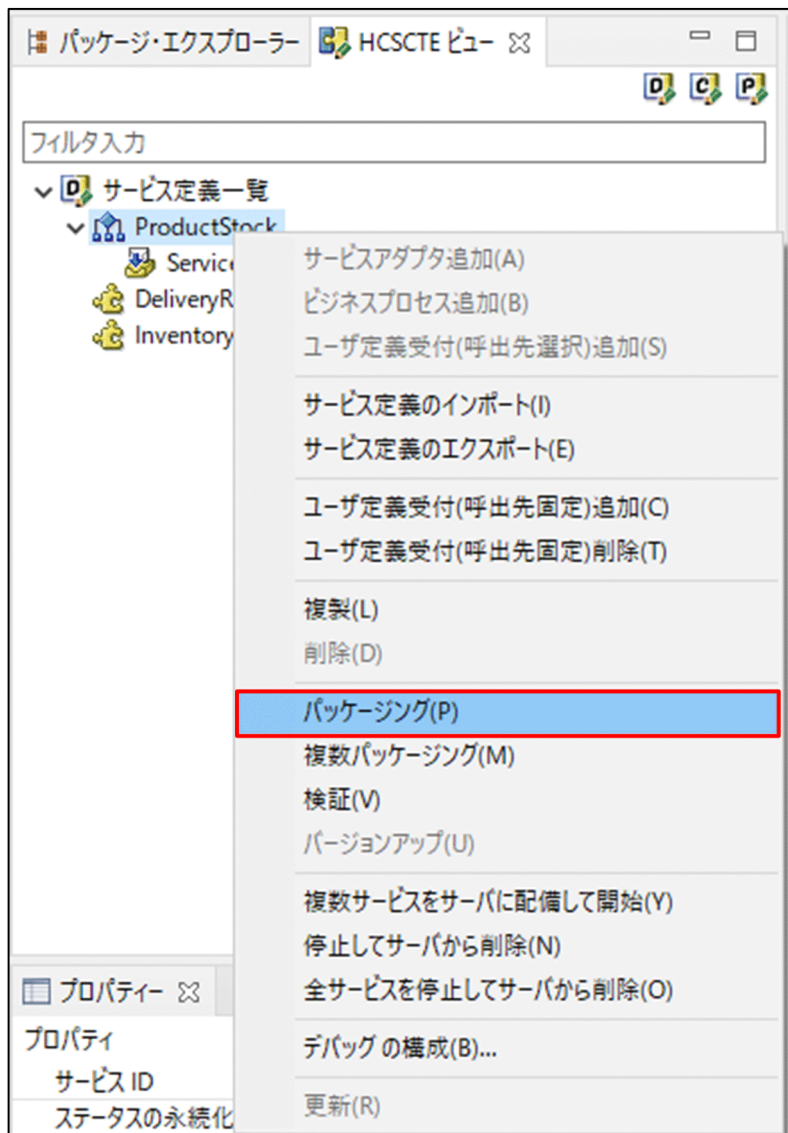 パッケージ・エクスプローラー HCSCTE ビュー
D C P
フィルタ入力
サービス定義一覧
ProductStock
Service
DeliveryR
Inventory
サービスアダプタ追加(A)
ビジネスプロセス追加(B)
ユーザ定義受付(呼出先選択)追加(S)
サービス定義のインポート(I)
サービス定義のエクスポート(E)
ユーザ定義受付(呼出先固定)追加(C)
ユーザ定義受付(呼出先固定)削除(T)
複製(L)
削除(D)
パッケージング(P)
複数パッケージング(M)
検証(V)
バージョンアップ(U)
複数サービスをサーバに配備して開始(Y)
停止してサーバから削除(N)
全サービスを停止してサーバから削除(O)
デバッグ の構成(B)...
更新(R)
プロパティー
プロパティ
サービス ID
ステータスの永続化